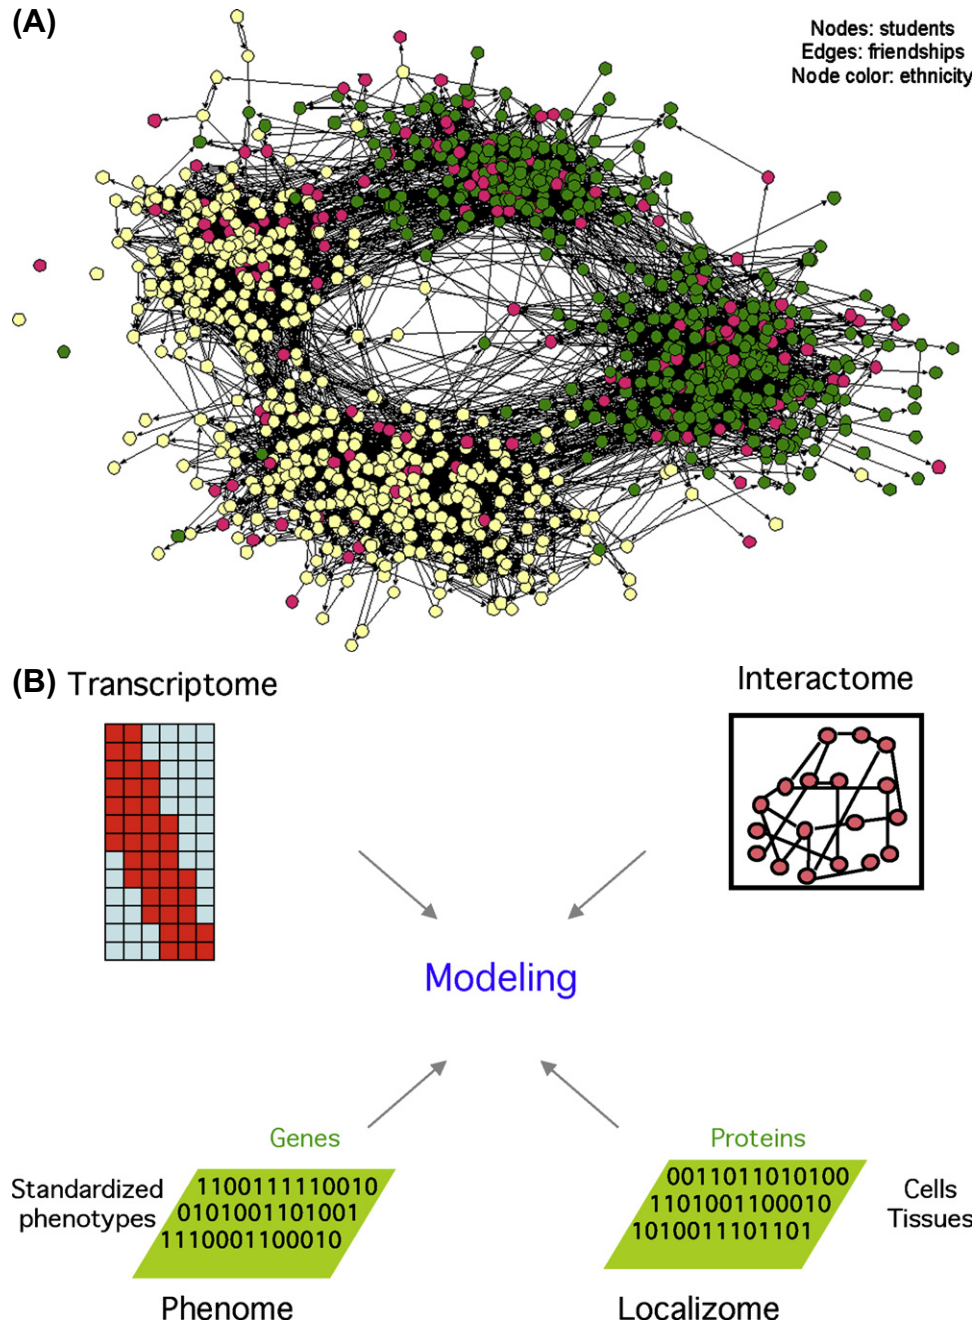 (A)
Nodes: students
Edges: friendships
Node color: ethnicity
(B)
Transcriptome
Interactome
Modeling
Genes
Proteins
Standardized
phenotypes
1100111110010
0101001101001
1110001100010
0011011010100
1101001100010
1010011101101
Cells
Tissues
Phenome
Localizome